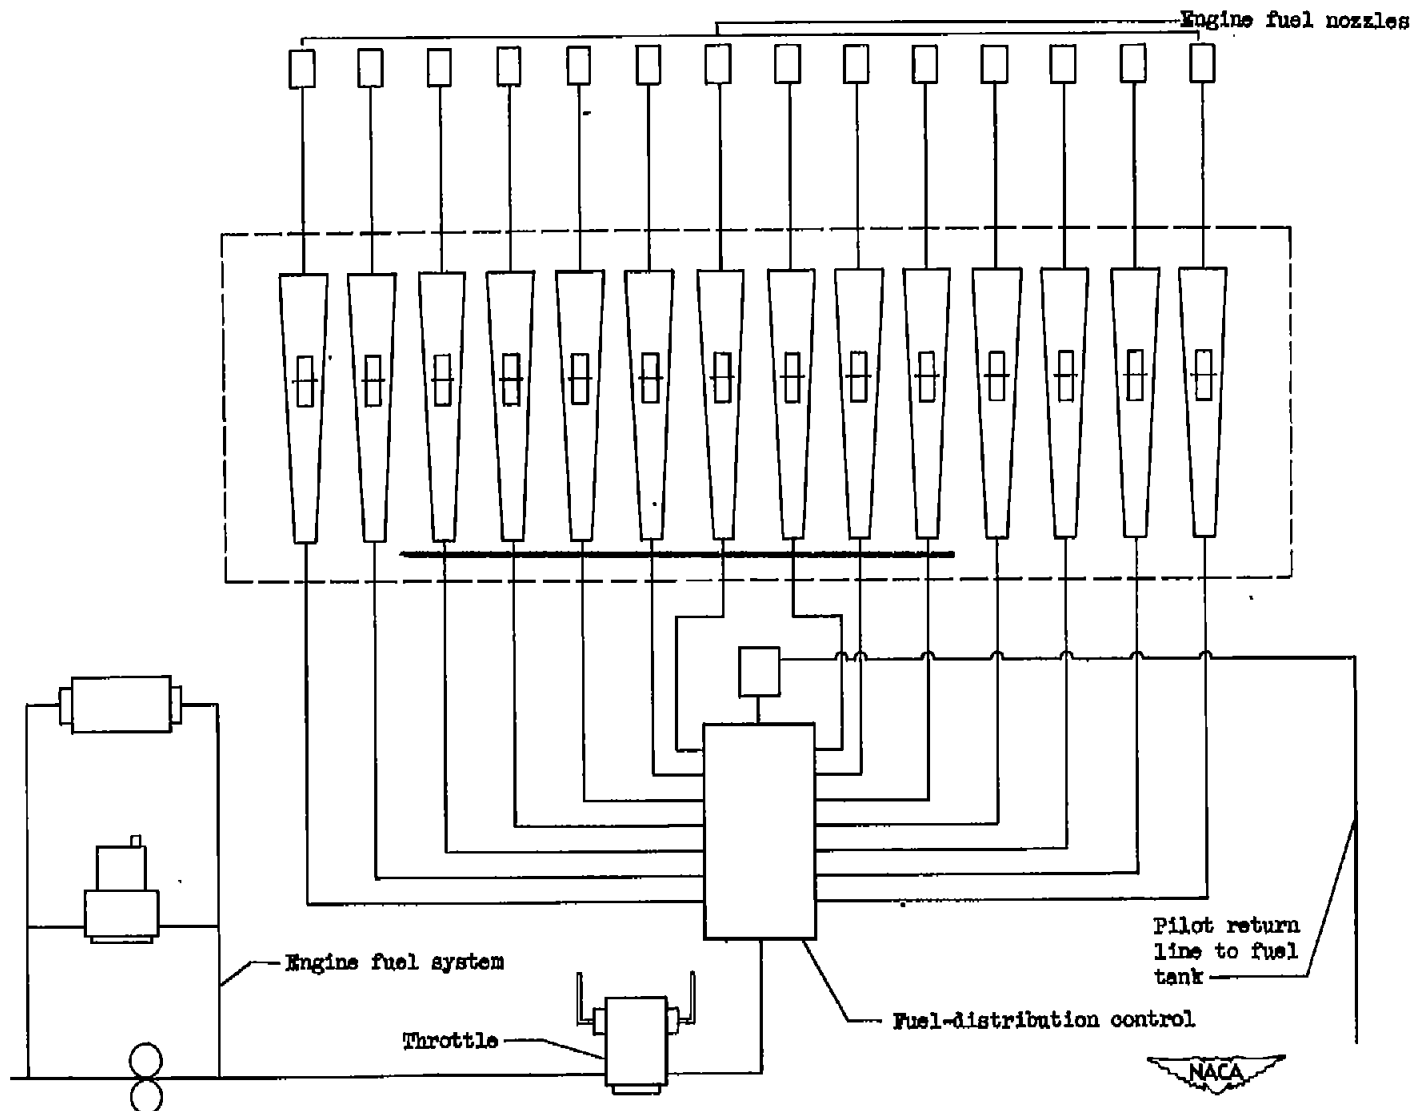 Engine fuel nozzles
Pilot return
line to fuel
tank
Engine fuel system
Fuel-distribution control
Throttle
NACA